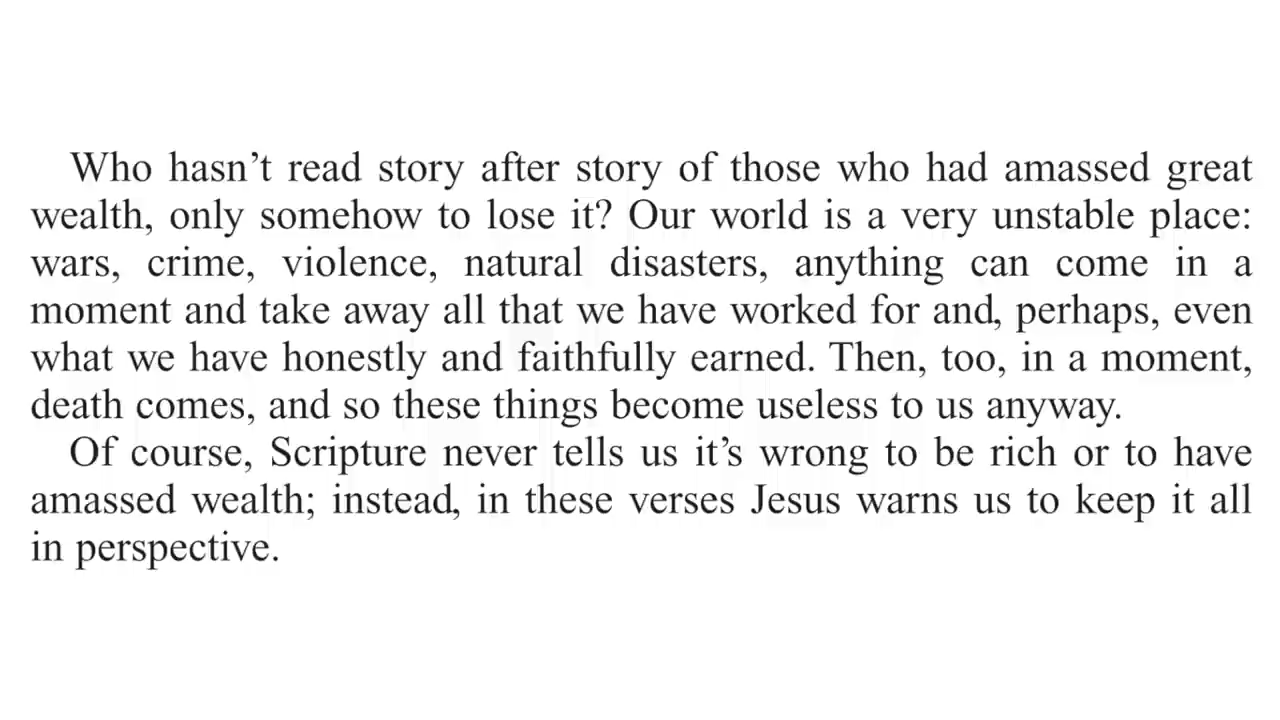 Who hasn’t read story after story of those who had amassed great
wealth, only somehow to lose it? Our world is a very unstable place:
wars, crime, violence, natural disasters, anything can come in a
moment and take away all that we have worked for and, perhaps, even
what we have honestly and faithfully earned. Then, too, in a moment,
death comes, and so these things become useless to us anyway.
Of course, Scripture never tells us it’s wrong to be rich or to have
amassed wealth; instead, in these verses Jesus warns us to keep it all
in perspective.